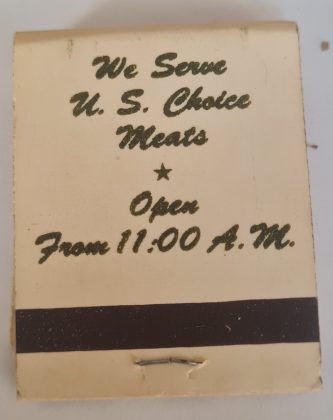 We Serve
U. S. Choice
Meats
★
Open
From 11:00 A.M.